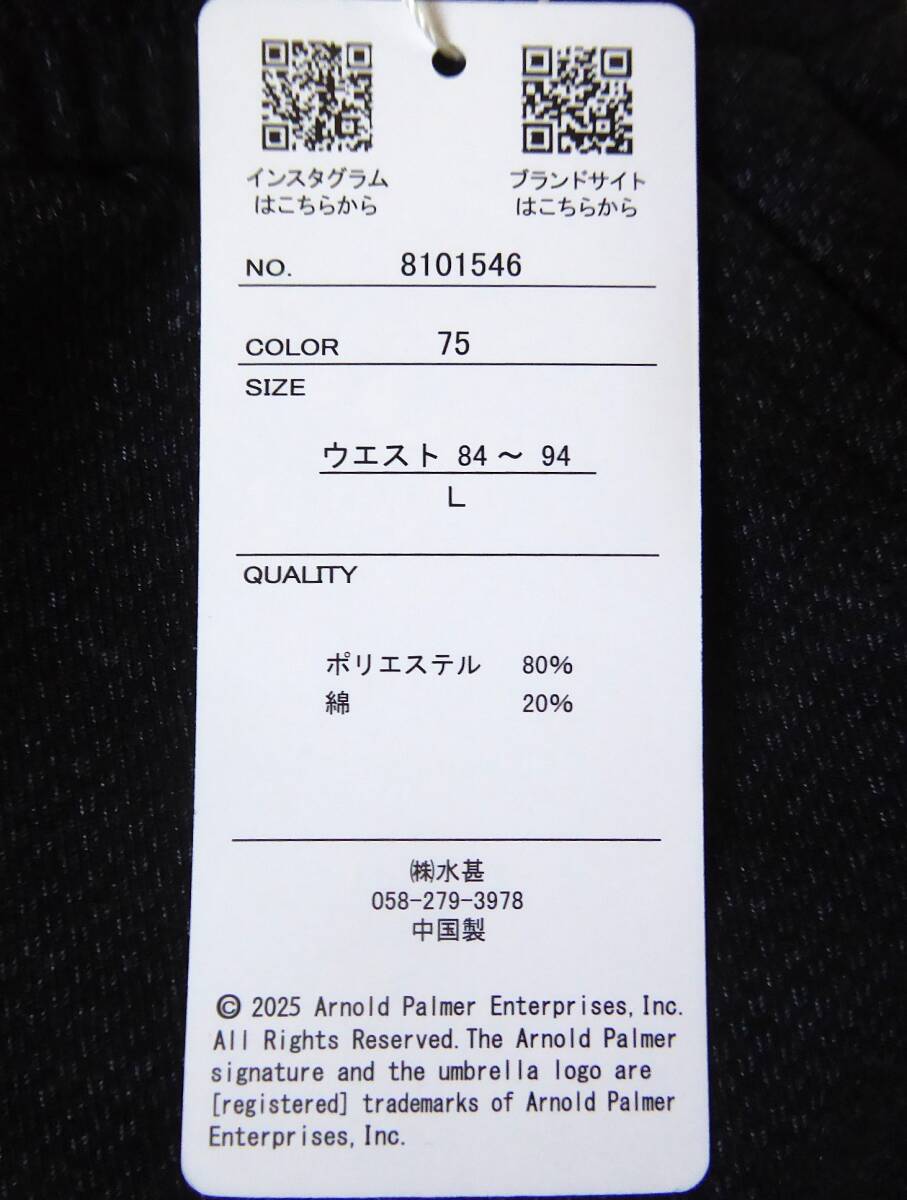 インスタグラム
はこちらから
ブランドサイト
はこちらから
NO. 8101546
COLOR 75
SIZE
ウエスト 84～ 94
L
QUALITY
ポリエステル 80%
綿 20%
㈱水甚
058-279-3978
中国製
© 2025 Arnold Palmer Enterprises, Inc.
All Rights Reserved. The Arnold Palmer
signature and the umbrella logo are
[registered] trademarks of Arnold Palmer
Enterprises, Inc.